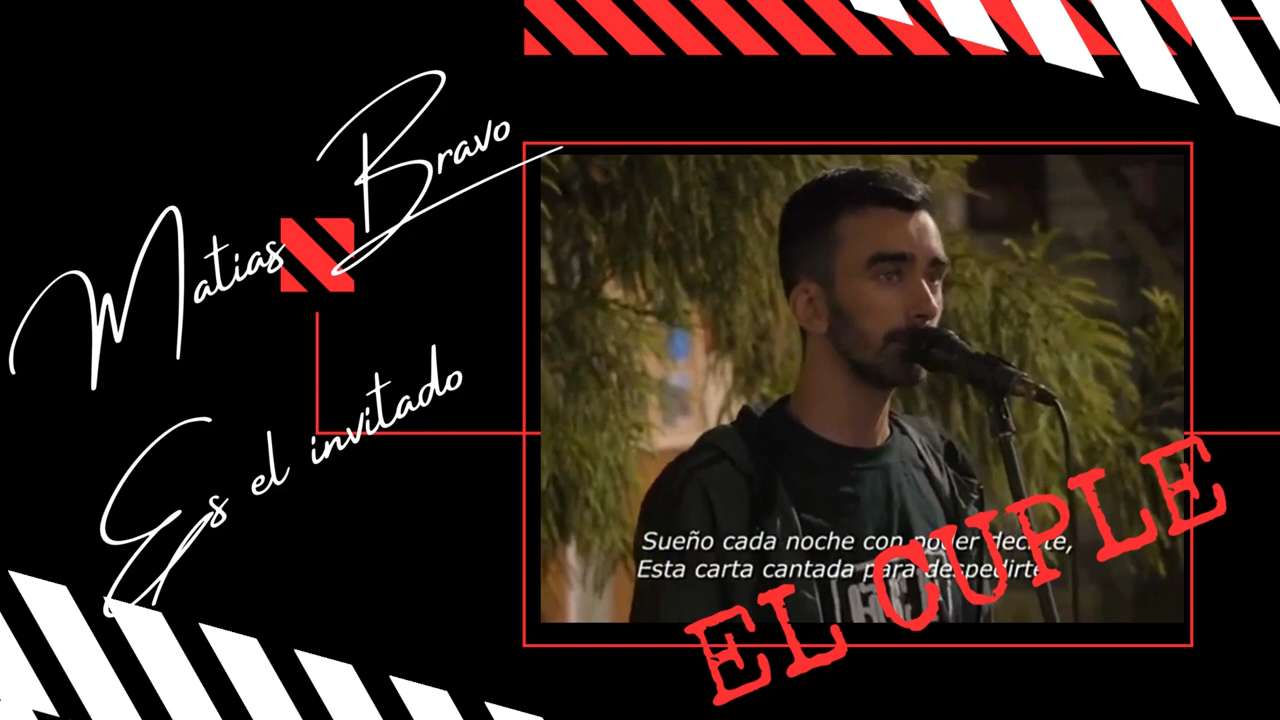 Matias Bravo
Es el invitado
Sueño cada noche con poder decirte,
Esta carta cantada para despedirte
EL CUPLE